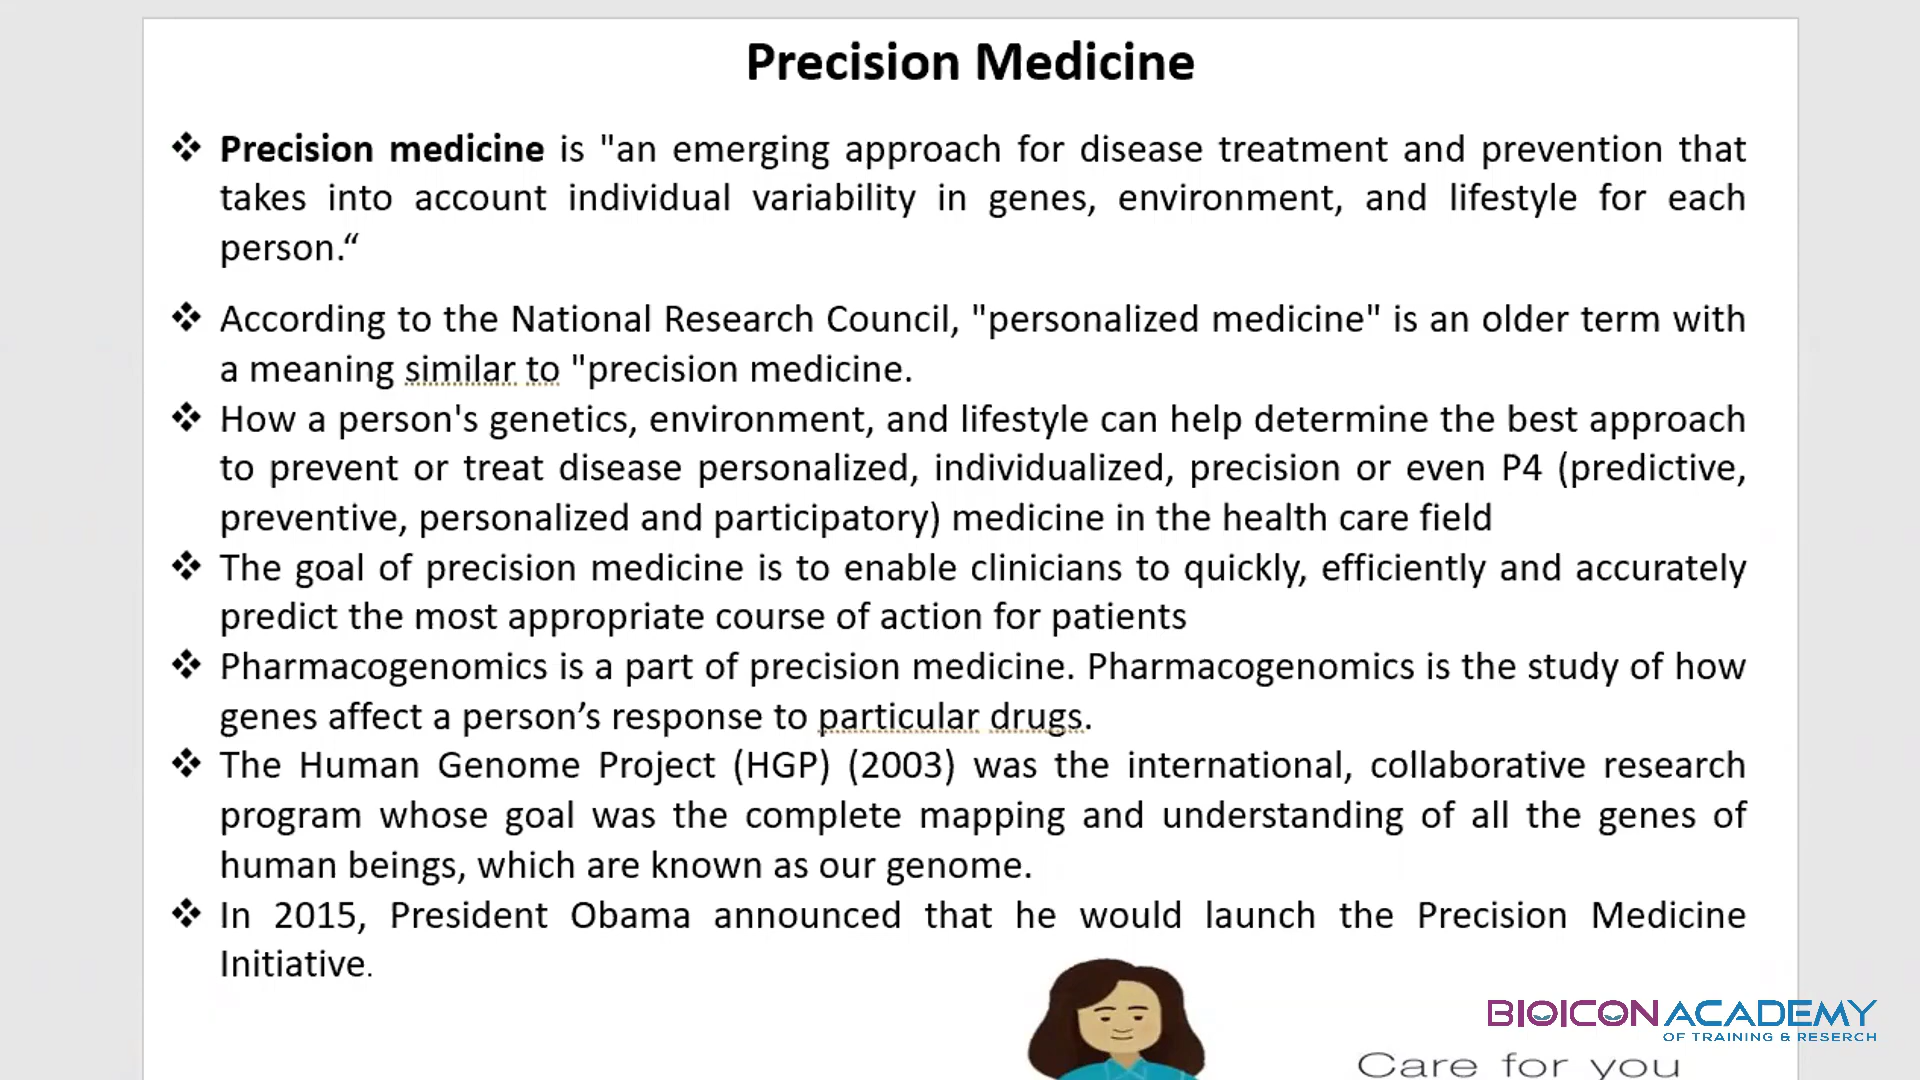 Precision Medicine
❖ Precision medicine is "an emerging approach for disease treatment and prevention that
takes into account individual variability in genes, environment, and lifestyle for each
person.“
❖ According to the National Research Council, "personalized medicine" is an older term with
a meaning similar to "precision medicine.
❖ How a person's genetics, environment, and lifestyle can help determine the best approach
to prevent or treat disease personalized, individualized, precision or even P4 (predictive,
preventive, personalized and participatory) medicine in the health care field
❖ The goal of precision medicine is to enable clinicians to quickly, efficiently and accurately
predict the most appropriate course of action for patients
❖ Pharmacogenomics is a part of precision medicine. Pharmacogenomics is the study of how
genes affect a person’s response to particular drugs.
❖ The Human Genome Project (HGP) (2003) was the international, collaborative research
program whose goal was the complete mapping and understanding of all the genes of
human beings, which are known as our genome.
❖ In 2015, President Obama announced that he would launch the Precision Medicine
Initiative.
BIOICON ACADEMY
OF TRAINING & RESERCH
Care for you